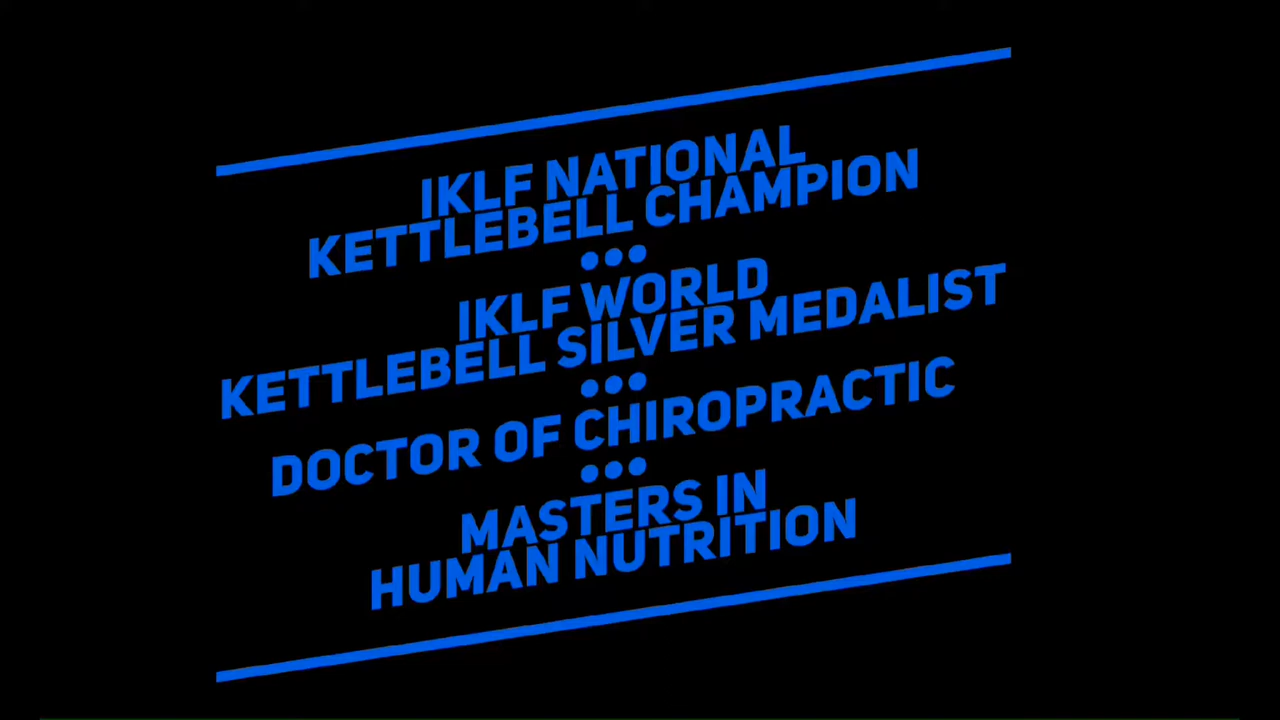 IKLF NATIONAL
KETTLEBELL CHAMPION
•••
IKLF WORLD
KETTLEBELL SILVER MEDALIST
•••
DOCTOR OF CHIROPRACTIC
•••
MASTERS IN
HUMAN NUTRITION